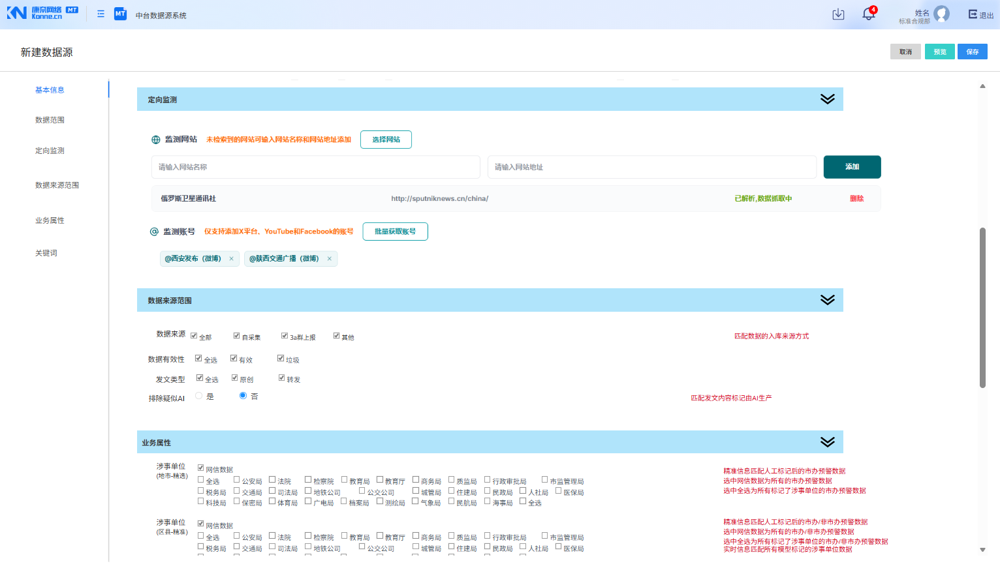 康奈网络 MT
Konne.cn
MT 中台数据源系统
4
姓名
标准合规部
退出
新建数据源
取消 预览 保存
基本信息
数据范围
定向监测
数据来源范围
业务属性
关键词
定向监测
监测网站 未检索到的网站可输入网站名称和网站地址添加 选择网站
请输入网站名称 请输入网站地址 添加
俄罗斯卫星通讯社 http://sputniknews.cn/china/ 已解析,数据抓取中 删除
监测账号 仅支持添加X平台、YouTube和Facebook的账号 批量获取账号
@西安发布（微博） × @陕西交通广播（微博） ×
数据来源范围
数据来源 全部 自采集 3a群上报 其他 匹配数据的入库来源方式
数据有效性 全选 有效 垃圾
发文类型 全选 原创 转发
排除疑似AI 是 否 匹配发文内容标记由AI生产
业务属性
涉事单位 网信数据 精准信息匹配人工标记后的市办预警数据
(地市-精选)
全选 公安局 法院 检察院 教育局 教育厅 商务局 质监局 行政审批局 市监管理局 选中网信数据为所有的市办预警数据
税务局 交通局 司法局 地铁公司 公交公司 城管局 住建局 民政局 人社局 医保局 选中全选为所有标记了涉事单位的市办预警数据
科技局 保密局 体育局 广电局 档案局 测绘局 气象局 民航局 海事局 全选
涉事单位 网信数据 精准信息匹配人工标记后的市办/非市办预警数据
(区县-精准) 选中网信数据为所有的市办/非市办预警数据
全选 公安局 法院 检察院 教育局 教育厅 商务局 质监局 行政审批局 市监管理局 选中全选为所有标记了涉事单位的市办/非市办预警数据
税务局 交通局 司法局 地铁公司 公交公司 城管局 住建局 民政局 人社局 医保局 实时信息匹配所有模型标记的涉事单位数据